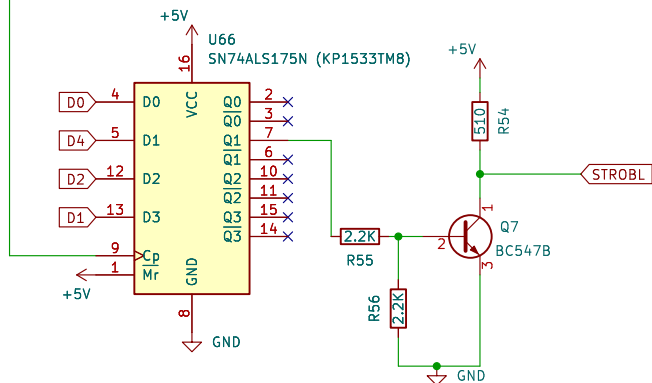 +5V
U66
SN74ALS175N (KP1533TM8)
16
VCC
D0
4
D0
Q0
2
Q0
3
D4
5
D1
Q1
7
Q1
6
D2
12
D2
Q2
10
Q2
11
D1
13
D3
Q3
15
Q3
14
9
Cp
1
Mr
+5V
GND
8
GND
+5V
510
R54
STROBL
1
Q7
BC547B
2
3
2.2K
R55
R56
2.2K
GND